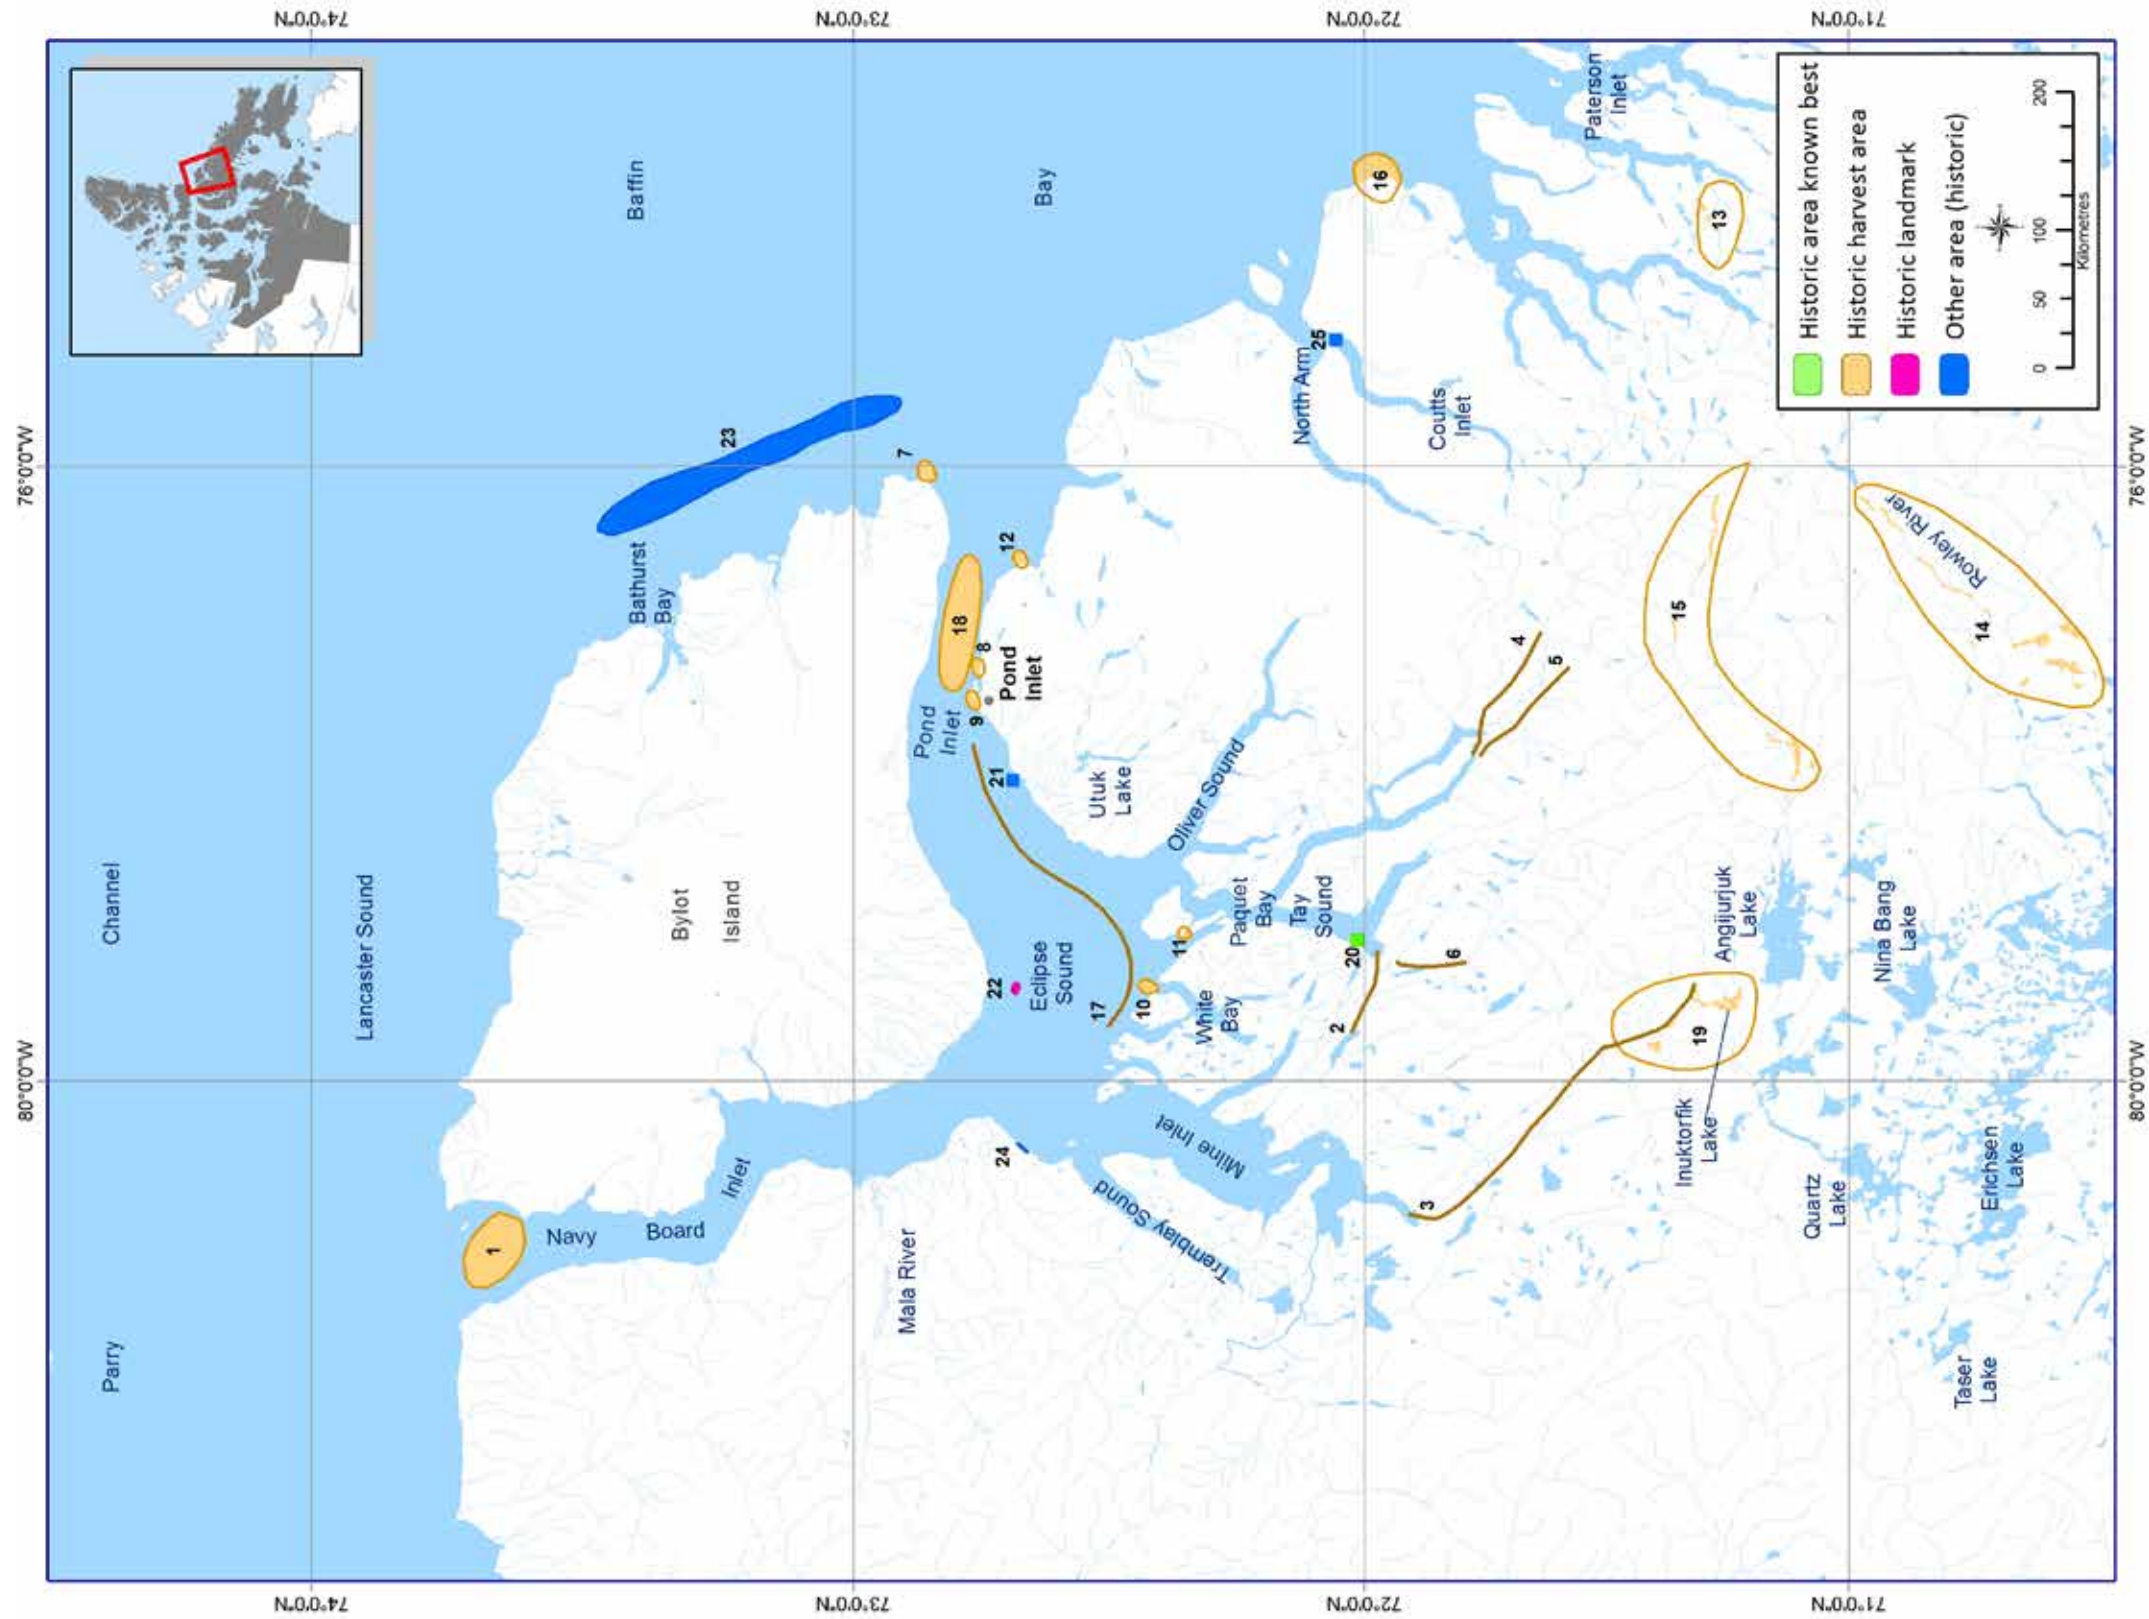 74°0'0"N
73°0'0"N
72°0'0"N
71°0'0"N
76°0'0"W
80°0'0"W
Parry
Channel
Lancaster Sound
Baffin
Bay
Bathurst
Bay
Bylot
Island
Navy
Board
Inlet
Mala River
Eclipse
Sound
Pond
Inlet
Pond
Inlet
Utuk
Lake
Oliver Sound
Paquet
Bay
Tay
Sound
White
Bay
Milne Inlet
Tremblay Sound
North Arm
Coutts
Inlet
Paterson
Inlet
Rowley River
Angijurjuk
Lake
Nina Bang
Lake
Inuktorfik
Lake
Quartz
Lake
Erichsen
Lake
Taser
Lake
1
2
3
4
5
6
7
8
9
10
11
12
13
14
15
16
17
18
19
20
21
22
23
24
25
Historic area known best
Historic harvest area
Historic landmark
Other area (historic)
0 50 100 200
Kilometres
76°0'0"W
80°0'0"W
74°0'0"N
73°0'0"N
72°0'0"N
71°0'0"N